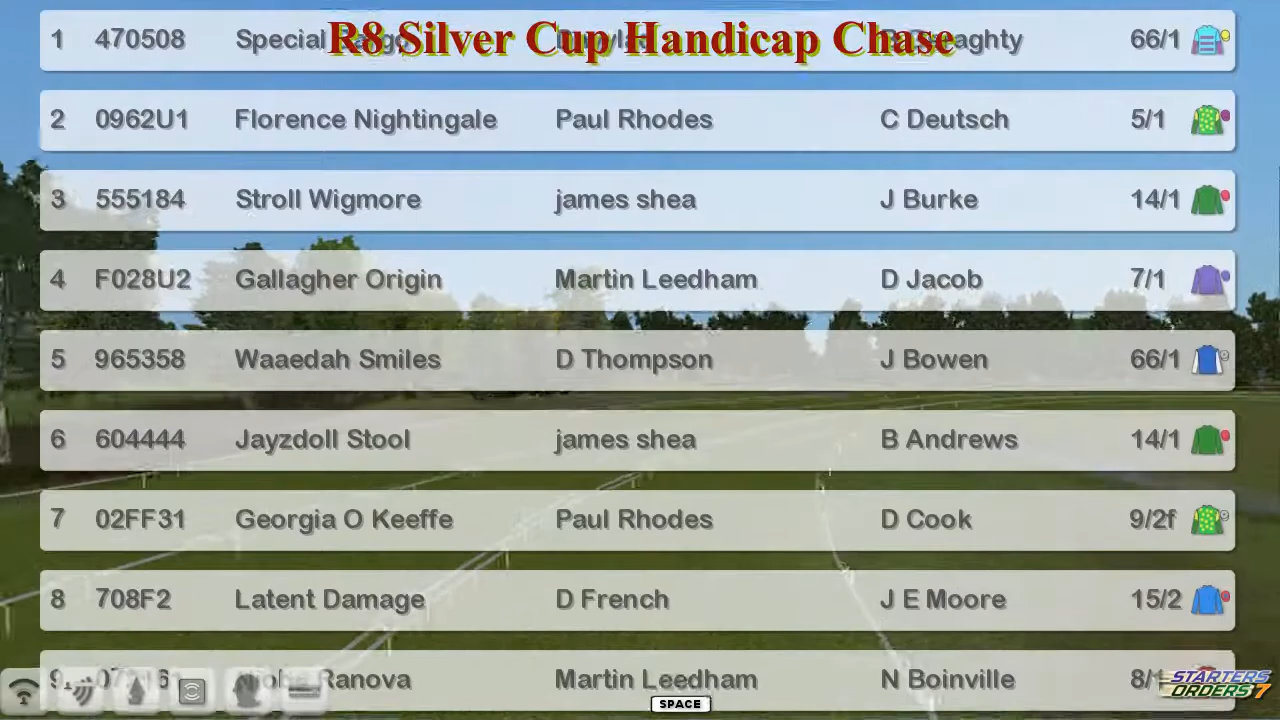 R8 Silver Cup Handicap Chase
1 470508 Special 66/1
2 0962U1 Florence Nightingale Paul Rhodes C Deutsch 5/1
3 555184 Stroll Wigmore james shea J Burke 14/1
4 F028U2 Gallagher Origin Martin Leedham D Jacob 7/1
5 965358 Waaedah Smiles D Thompson J Bowen 66/1
6 604444 Jayzdoll Stool james shea B Andrews 14/1
7 02FF31 Georgia O Keeffe Paul Rhodes D Cook 9/2f
8 708F2 Latent Damage D French J E Moore 15/2
9 Ranova Martin Leedham N Boinville
SPACE
STARTERS
ORDERS 7